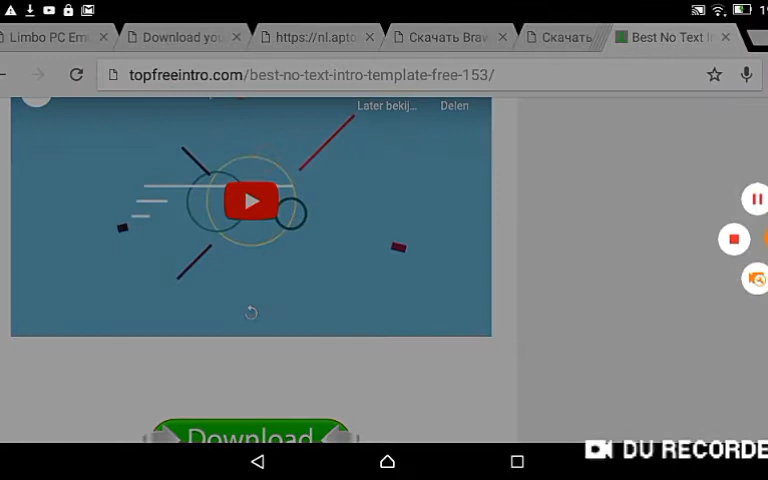 Limbo PC Em
Download you
https://nl.apto
Скачать Brav
Скачать
Best No Text I
topfreeintro.com/best-no-text-intro-template-free-153/
Later bekij...
Delen
Download
DU RECORDE